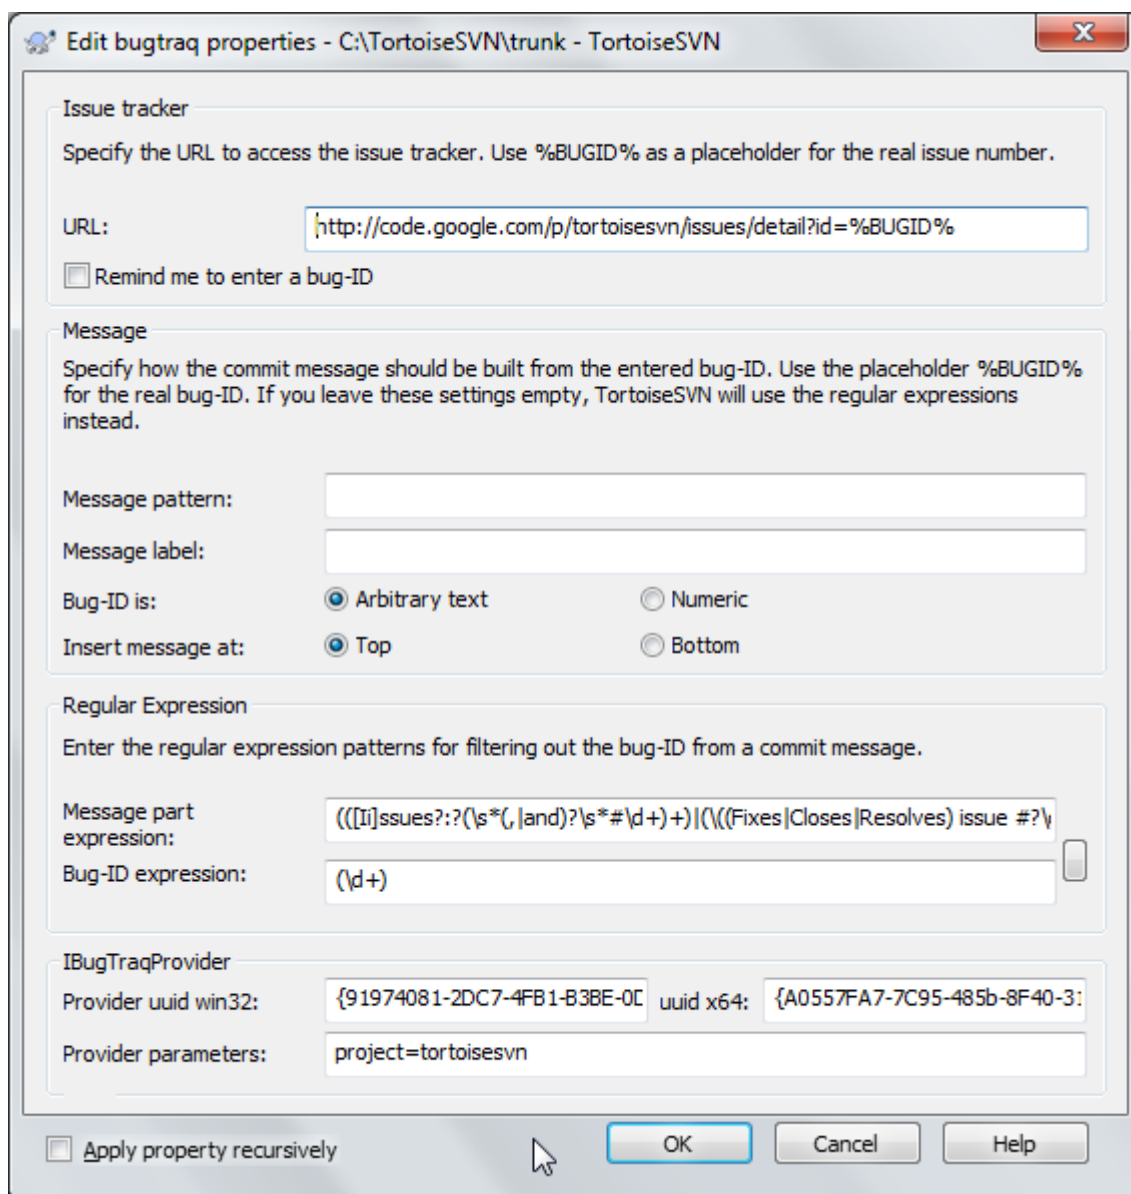 Edit bugtraq properties - C:\TortoiseSVN\trunk - TortoiseSVN
Issue tracker
Specify the URL to access the issue tracker. Use %BUGID% as a placeholder for the real issue number.
URL: http://code.google.com/p/tortoisesvn/issues/detail?id=%BUGID%
Remind me to enter a bug-ID
Message
Specify how the commit message should be built from the entered bug-ID. Use the placeholder %BUGID%
for the real bug-ID. If you leave these settings empty, TortoiseSVN will use the regular expressions
instead.
Message pattern:
Message label:
Bug-ID is: Arbitrary text Numeric
Insert message at: Top Bottom
Regular Expression
Enter the regular expression patterns for filtering out the bug-ID from a commit message.
Message part
expression: (([Ii]ssues?:?(\s*(,|and)?\s*#\d+)+)|(\((Fixes|Closes|Resolves) issue #?\
Bug-ID expression: (\d+)
IBugTraqProvider
Provider uuid win32: {91974081-2DC7-4FB1-B3BE-0D uuid x64: {A0557FA7-7C95-485b-8F40-31
Provider parameters: project=tortoisesvn
Apply property recursively OK Cancel Help